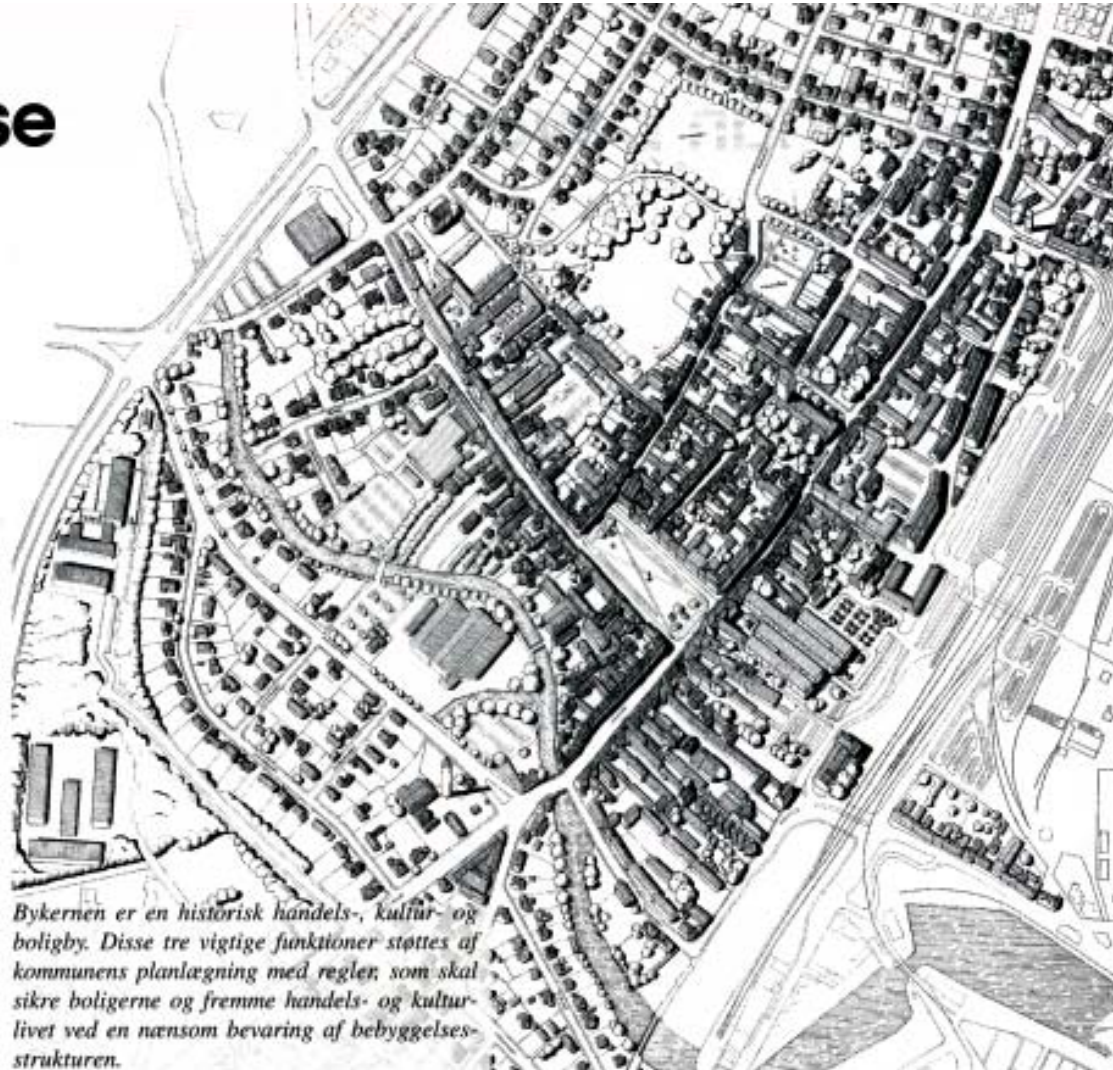 se
Bykernen er en historisk handels-, kultur- og
boligby. Disse tre vigtige funktioner støttes af
kommunens planlægning med regler, som skal
sikre boligerne og fremme handels- og kultur-
livet ved en nænsom bevaring af bebyggelses-
strukturen.